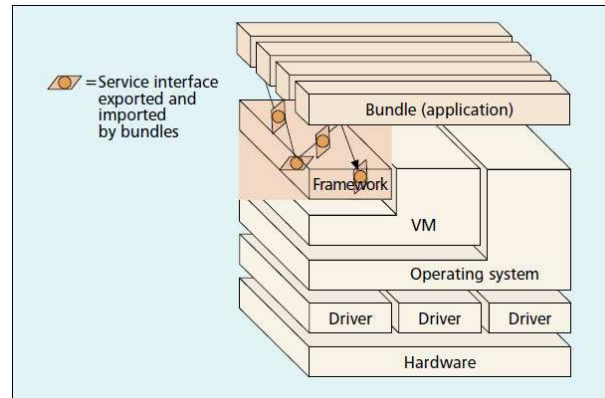 =Service interface
exported and
imported
by bundles
Bundle (application)
Framework
VM
Operating system
Driver Driver Driver
Hardware